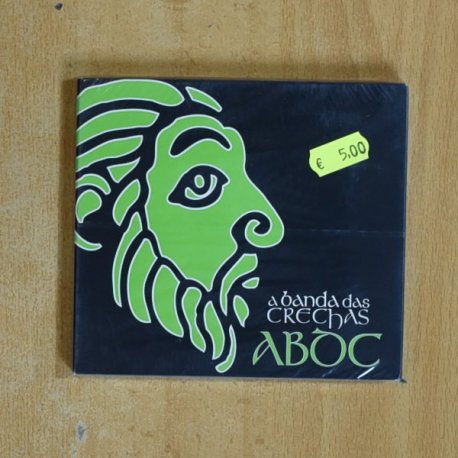 € 5,00
a banda das
CRECHAS
ABDC